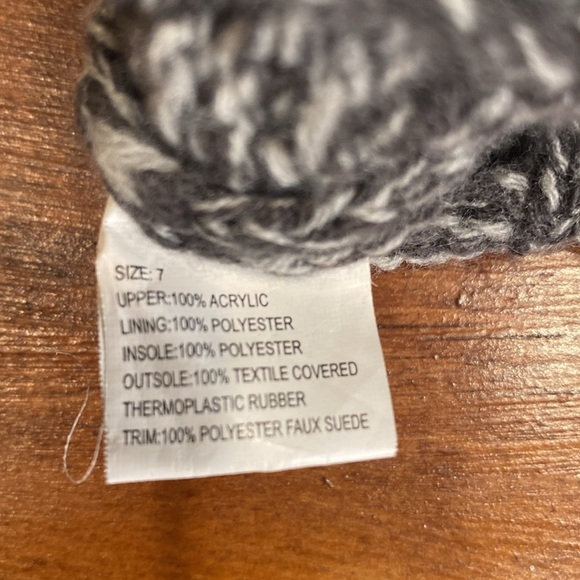 SIZE: 7
UPPER:100% ACRYLIC
LINING:100% POLYESTER
INSOLE:100% POLYESTER
OUTSOLE:100% TEXTILE COVERED
THERMOPLASTIC RUBBER
TRIM:100% POLYESTER FAUX SUEDE